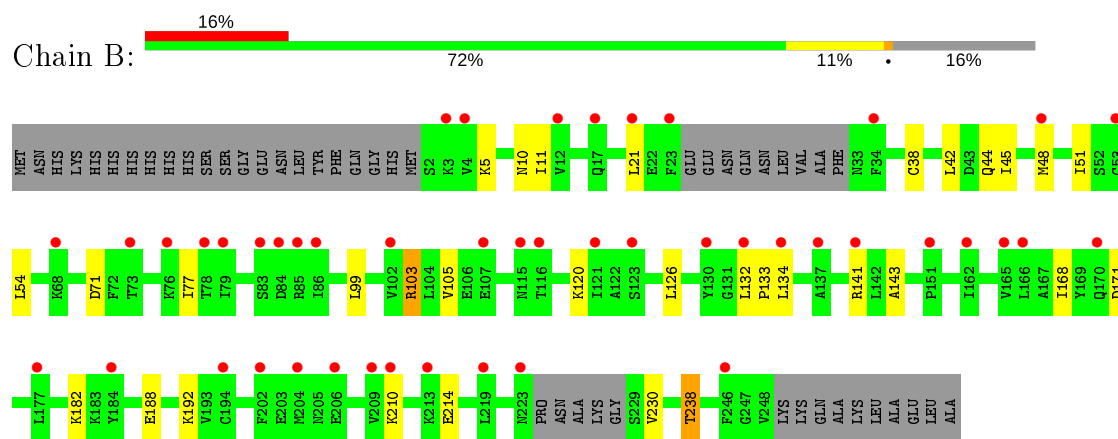 16%
Chain B:
72% 11% • 16%
MET ASN HIS LYS HIS HIS HIS HIS HIS HIS HIS SER SER GLY GLU ASN LEU TYR PHE GLN GLY HIS MET S2 K3 V4 K5 N10 I11 V12 Q17 L21 E22 F23 GLU GLU ASN GLN ASN LEU VAL ALA PHE N33 F34 C38 L42 D43 Q44 I45 M48 I51 S52 C53
L54 K68 D71 F72 T73 K76 I77 T78 I79 S83 D84 R85 I86 L99 V102 R103 L104 V105 E106 E107 N115 T116 K120 I121 A122 S123 L126 Y130 G131 L132 P133 L134 A137 R141 L142 A143 P151 I162 V165 L166 A167 I168 Y169 Q170 D171
L177 K182 K183 Y184 E188 K192 V193 C194 F202 E203 M204 N205 E206 V209 K210 K213 E214 L219 N223 PRO ASN ALA LYS GLY S229 V230 T238 F246 G247 V248 LYS LYS GLN ALA LYS LEU ALA GLU LEU ALA